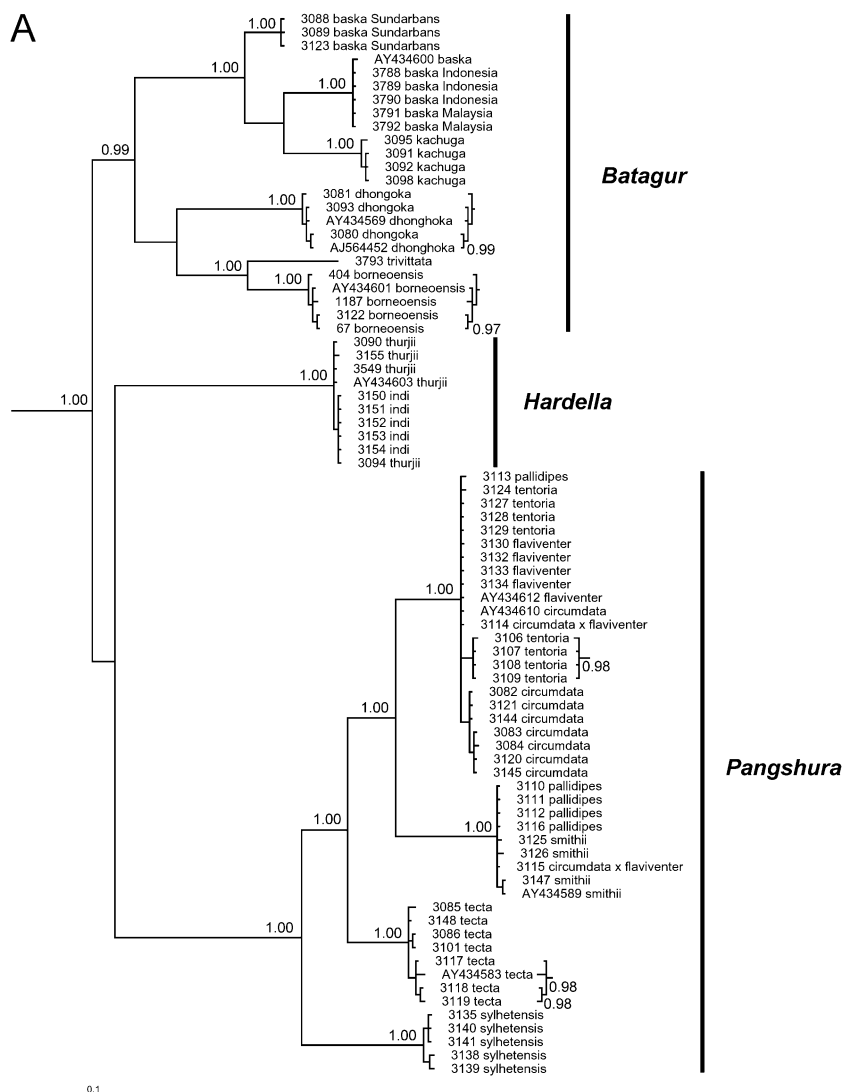 A
1.00
3088 baska Sundarbans
3089 baska Sundarbans
3123 baska Sundarbans
AY434600 baska
1.00
3788 baska Indonesia
1.00
3789 baska Indonesia
3790 baska Indonesia
3791 baska Malaysia
3792 baska Malaysia
3095 kachuga
1.00
3091 kachuga
0.99
3092 kachuga
Batagur
3098 kachuga
3081 dhongoka
1.00
3093 dhongoka
AY434569 dhonghoka
3080 dhongoka
AJ564452 dhonghoka
0.99
3793 trivittata
1.00
404 borneoensis
1.00
AY434601 borneoensis
1187 borneoensis
3122 borneoensis
67 borneoensis
0.97
3090 thurjii
3155 thurjii
3549 thurjii
1.00
AY434603 thurjii
3150 indi
1.00
3151 indi
Hardella
3152 indi
3153 indi
3154 indi
3094 thurjii
3113 pallidipes
3124 tentoria
3127 tentoria
3128 tentoria
3129 tentoria
3130 flaviventer
3132 flaviventer
3133 flaviventer
3134 flaviventer
1.00
AY434612 flaviventer
AY434610 circumdata
3114 circumdata x flaviventer
3106 tentoria
3107 tentoria
3108 tentoria
0.98
3109 tentoria
3082 circumdata
3121 circumdata
1.00
3144 circumdata
3083 circumdata
3084 circumdata
3120 circumdata
Pangshura
3145 circumdata
3110 pallidipes
3111 pallidipes
3112 pallidipes
1.00
3116 pallidipes
1.00
3125 smithii
3126 smithii
3115 circumdata x flaviventer
3147 smithii
AY434589 smithii
3085 tecta
3148 tecta
1.00
3086 tecta
1.00
3101 tecta
3117 tecta
AY434583 tecta
3118 tecta
0.98
3119 tecta
0.98
3135 sylhetensis
3140 sylhetensis
1.00
3141 sylhetensis
3138 sylhetensis
3139 sylhetensis
0.1